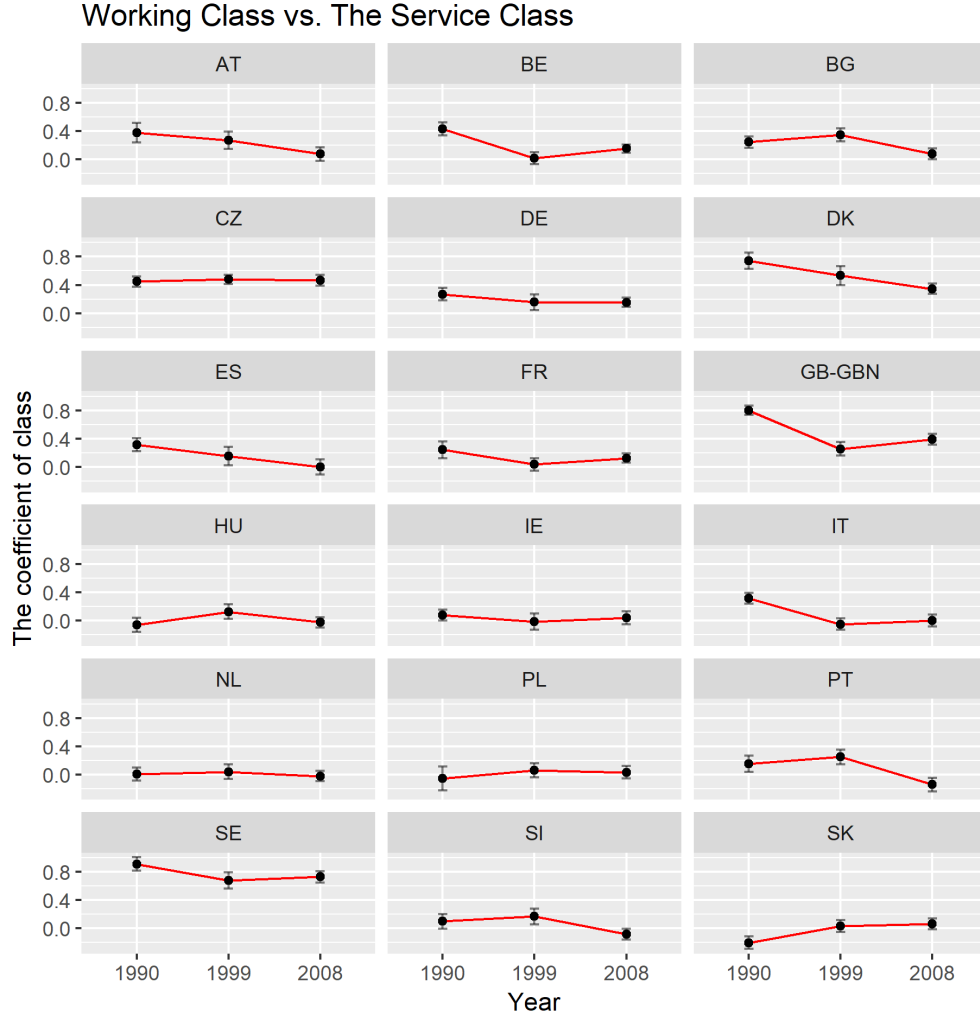 Working Class vs. The Service Class
AT BE BG
0.8
0.4
0.0
CZ DE DK
0.8
0.4
0.0
ES FR GB-GBN
0.8
0.4
0.0
HU IE IT
0.8
0.4
0.0
NL PL PT
0.8
0.4
0.0
SE SI SK
0.8
0.4
0.0
1990 1999 2008 1990 1999 2008 1990 1999 2008
Year
The coefficient of class